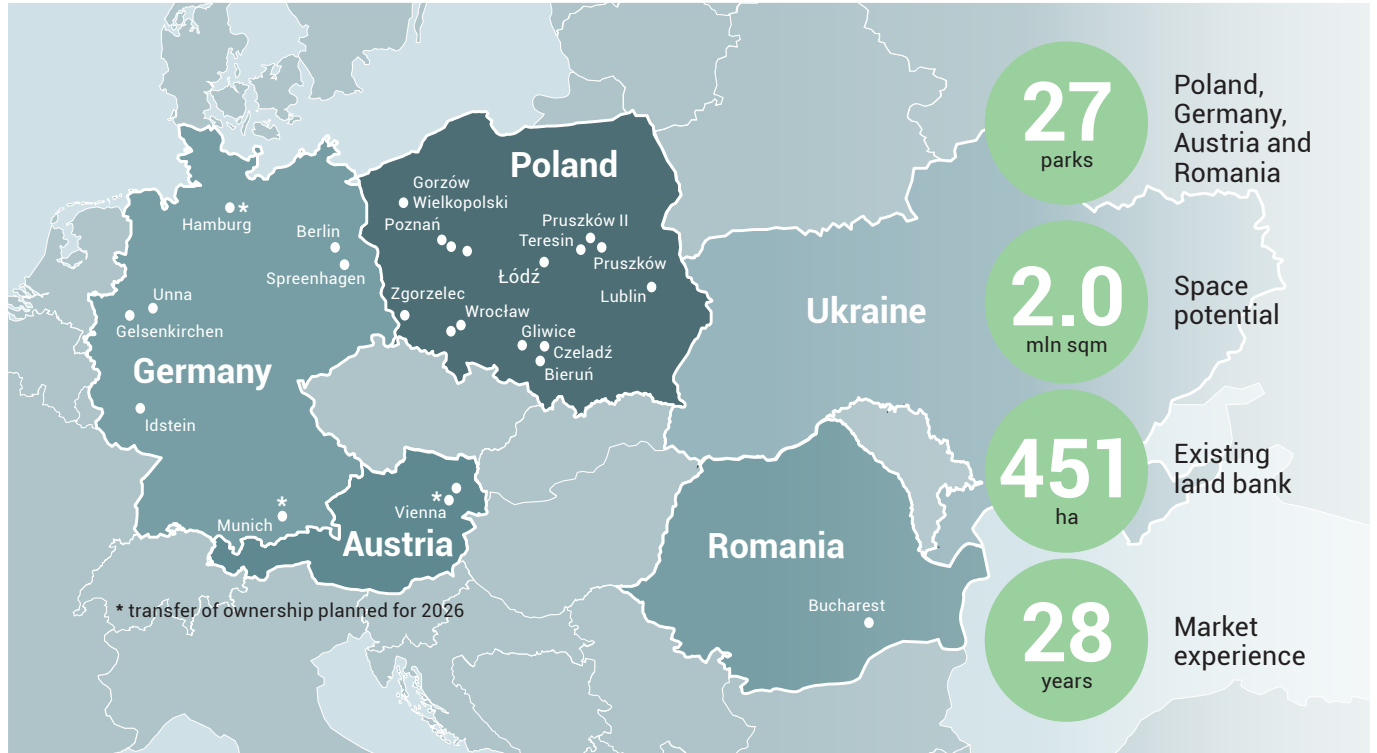 Poland
Gorzów
Wielkopolski
Poznań
Pruszków II
Teresin
Pruszków
Łódź
Lublin
Zgorzelec
Wrocław
Gliwice
Czeladź
Bieruń
*
Hamburg
Berlin
Spreenhagen
Unna
Gelsenkirchen
Germany
Idstein
*
Munich
*
Vienna
Austria
Ukraine
Romania
Bucharest
* transfer of ownership planned for 2026
27
parks
Poland,
Germany,
Austria and
Romania
2.0
mln sqm
Space
potential
451
ha
Existing
land bank
28
years
Market
experience